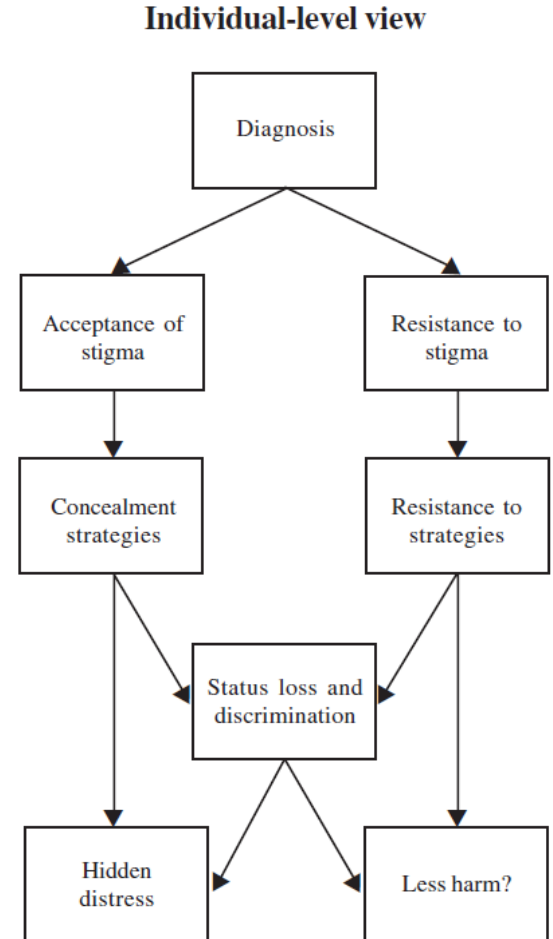 Individual-level view
Diagnosis
Acceptance of
stigma
Resistance to
stigma
Concealment
strategies
Resistance to
strategies
Status loss and
discrimination
Hidden
distress
Less harm?